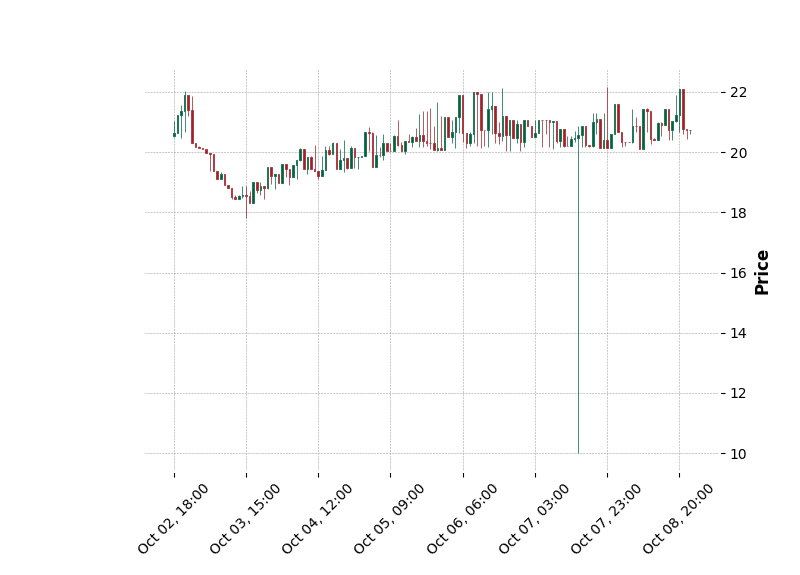 22
20
18
16
14
12
10
Price
Oct 02, 18:00
Oct 03, 15:00
Oct 04, 12:00
Oct 05, 09:00
Oct 06, 06:00
Oct 07, 03:00
Oct 07, 23:00
Oct 08, 20:00